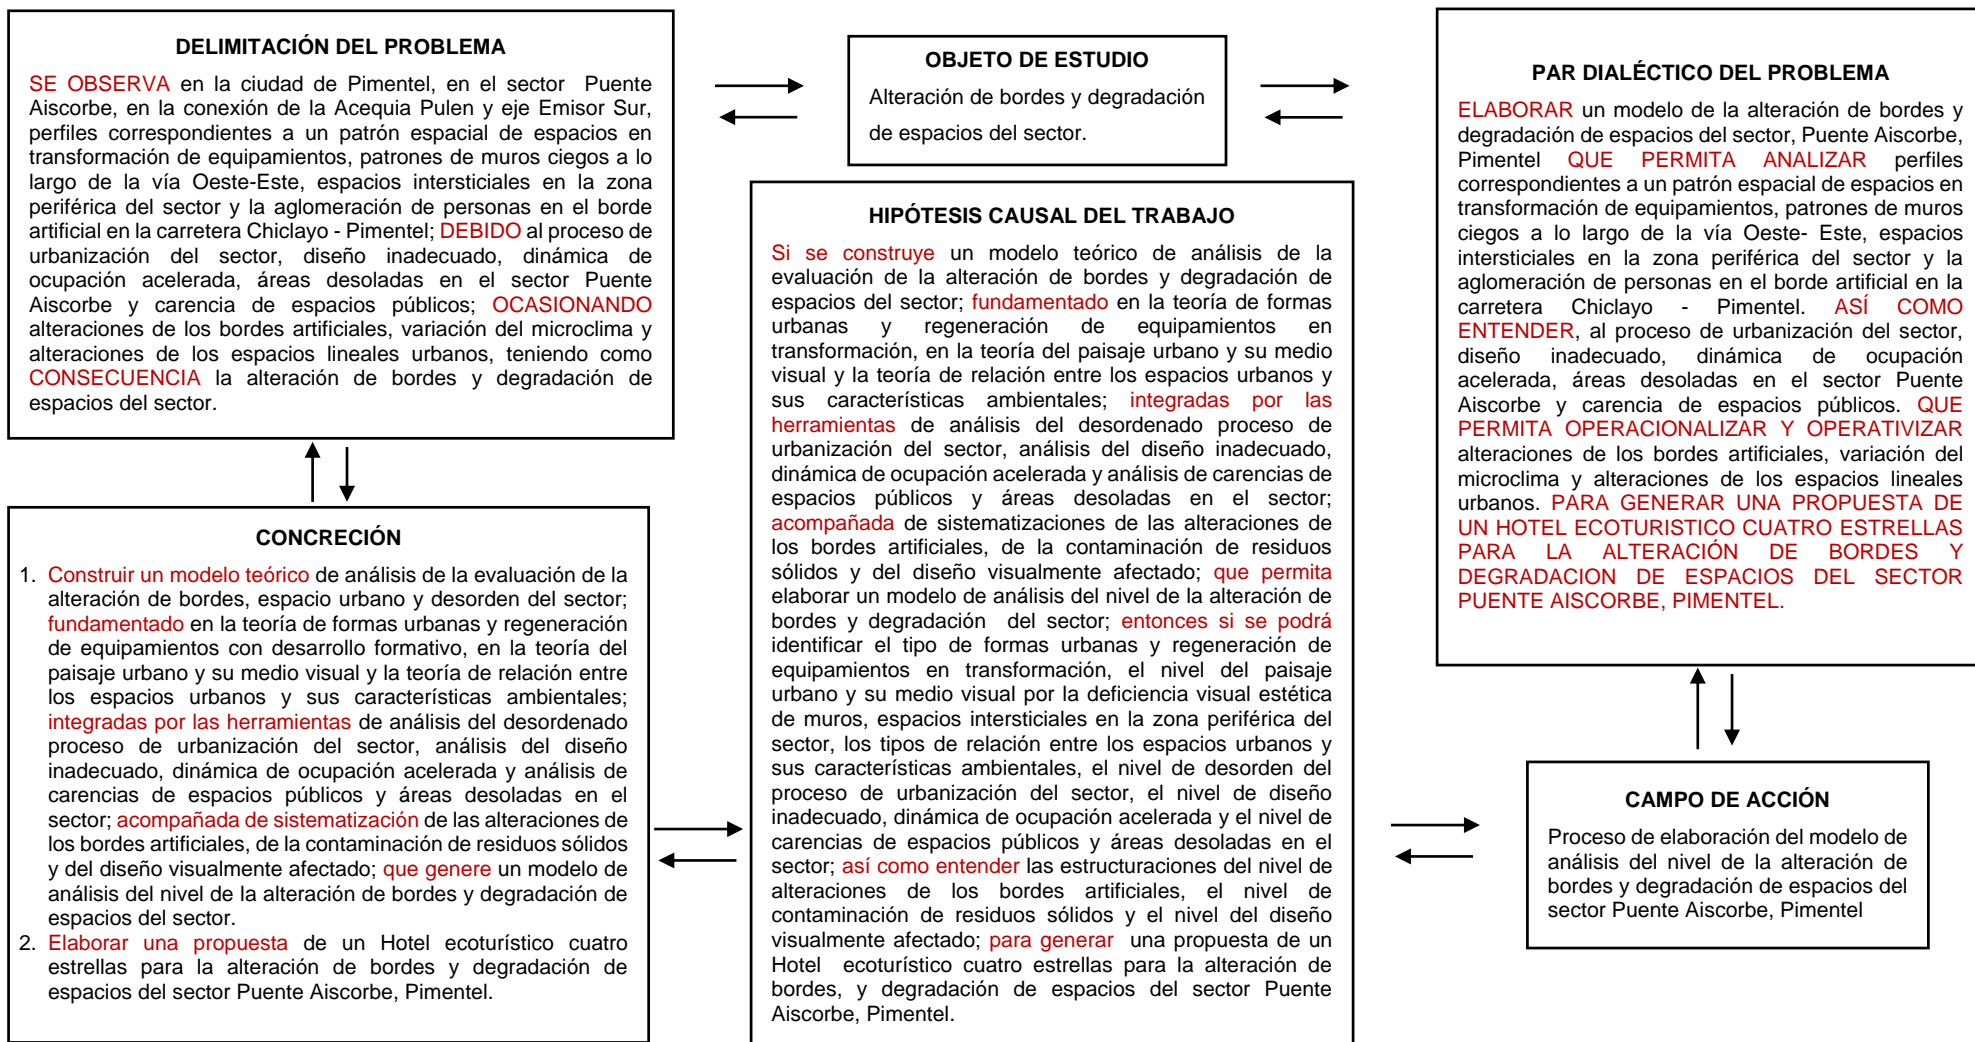 DELIMITACIÓN DEL PROBLEMA
SE OBSERVA en la ciudad de Pimentel, en el sector Puente
Aiscorbe, en la conexión de la Acequia Pulen y eje Emisor Sur,
perfiles correspondientes a un patrón espacial de espacios en
transformación de equipamientos, patrones de muros ciegos a lo
largo de la vía Oeste-Este, espacios intersticiales en la zona
periférica del sector y la aglomeración de personas en el borde
artificial en la carretera Chiclayo - Pimentel; DEBIDO al proceso de
urbanización del sector, diseño inadecuado, dinámica de
ocupación acelerada, áreas desoladas en el sector Puente
Aiscorbe y carencia de espacios públicos; OCASIONANDO
alteraciones de los bordes artificiales, variación del microclima y
alteraciones de los espacios lineales urbanos, teniendo como
CONSECUENCIA la alteración de bordes y degradación de
espacios del sector.
OBJETO DE ESTUDIO
Alteración de bordes y degradación
de espacios del sector.
PAR DIALÉCTICO DEL PROBLEMA
ELABORAR un modelo de la alteración de bordes y
degradación de espacios del sector, Puente Aiscorbe,
Pimentel QUE PERMITA ANALIZAR perfiles
correspondientes a un patrón espacial de espacios en
transformación de equipamientos, patrones de muros
ciegos a lo largo de la vía Oeste- Este, espacios
intersticiales en la zona periférica del sector y la
aglomeración de personas en el borde artificial en la
carretera Chiclayo - Pimentel. ASÍ COMO
ENTENDER, al proceso de urbanización del sector,
diseño inadecuado, dinámica de ocupación
acelerada, áreas desoladas en el sector Puente
Aiscorbe y carencia de espacios públicos. QUE
PERMITA OPERACIONALIZAR Y OPERATIVIZAR
alteraciones de los bordes artificiales, variación del
microclima y alteraciones de los espacios lineales
urbanos. PARA GENERAR UNA PROPUESTA DE
UN HOTEL ECOTURISTICO CUATRO ESTRELLAS
PARA LA ALTERACIÓN DE BORDES Y
DEGRADACION DE ESPACIOS DEL SECTOR
PUENTE AISCORBE, PIMENTEL.
HIPÓTESIS CAUSAL DEL TRABAJO
Si se construye un modelo teórico de análisis de la
evaluación de la alteración de bordes y degradación de
espacios del sector; fundamentado en la teoría de formas
urbanas y regeneración de equipamientos en
transformación, en la teoría del paisaje urbano y su medio
visual y la teoría de relación entre los espacios urbanos y
sus características ambientales; integradas por las
herramientas de análisis del desordenado proceso de
urbanización del sector, análisis del diseño inadecuado,
dinámica de ocupación acelerada y análisis de carencias de
espacios públicos y áreas desoladas en el sector;
acompañada de sistematizaciones de las alteraciones de
los bordes artificiales, de la contaminación de residuos
sólidos y del diseño visualmente afectado; que permita
elaborar un modelo de análisis del nivel de la alteración de
bordes y degradación del sector; entonces si se podrá
identificar el tipo de formas urbanas y regeneración de
equipamientos en transformación, el nivel del paisaje
urbano y su medio visual por la deficiencia visual estética
de muros, espacios intersticiales en la zona periférica del
sector, los tipos de relación entre los espacios urbanos y
sus características ambientales, el nivel de desorden del
proceso de urbanización del sector, el nivel de diseño
inadecuado, dinámica de ocupación acelerada y el nivel de
carencias de espacios públicos y áreas desoladas en el
sector; así como entender las estructuraciones del nivel de
alteraciones de los bordes artificiales, el nivel de
contaminación de residuos sólidos y el nivel del diseño
visualmente afectado; para generar una propuesta de un
Hotel ecoturístico cuatro estrellas para la alteración de
bordes, y degradación de espacios del sector Puente
Aiscorbe, Pimentel.
CONCRECIÓN
1. Construir un modelo teórico de análisis de la evaluación de la
alteración de bordes, espacio urbano y desorden del sector;
fundamentado en la teoría de formas urbanas y regeneración
de equipamientos con desarrollo formativo, en la teoría del
paisaje urbano y su medio visual y la teoría de relación entre
los espacios urbanos y sus características ambientales;
integradas por las herramientas de análisis del desordenado
proceso de urbanización del sector, análisis del diseño
inadecuado, dinámica de ocupación acelerada y análisis de
carencias de espacios públicos y áreas desoladas en el
sector; acompañada de sistematización de las alteraciones de
los bordes artificiales, de la contaminación de residuos sólidos
y del diseño visualmente afectado; que genere un modelo de
análisis del nivel de la alteración de bordes y degradación de
espacios del sector.
2. Elaborar una propuesta de un Hotel ecoturístico cuatro
estrellas para la alteración de bordes y degradación de
espacios del sector Puente Aiscorbe, Pimentel.
CAMPO DE ACCIÓN
Proceso de elaboración del modelo de
análisis del nivel de la alteración de
bordes y degradación de espacios del
sector Puente Aiscorbe, Pimentel